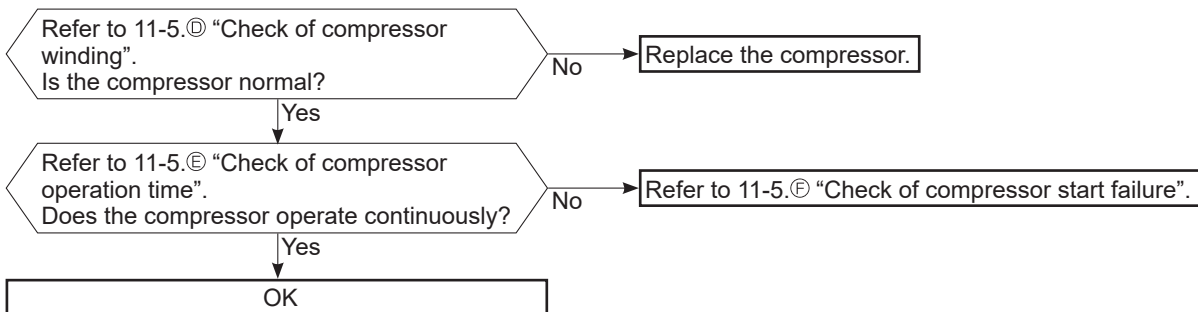 Refer to 11-5.Ⓓ “Check of compressor
winding”.
Is the compressor normal?
No
Replace the compressor.
Yes
Refer to 11-5.Ⓔ “Check of compressor
operation time”.
Does the compressor operate continuously?
No
Refer to 11-5.Ⓕ “Check of compressor start failure”.
Yes
OK